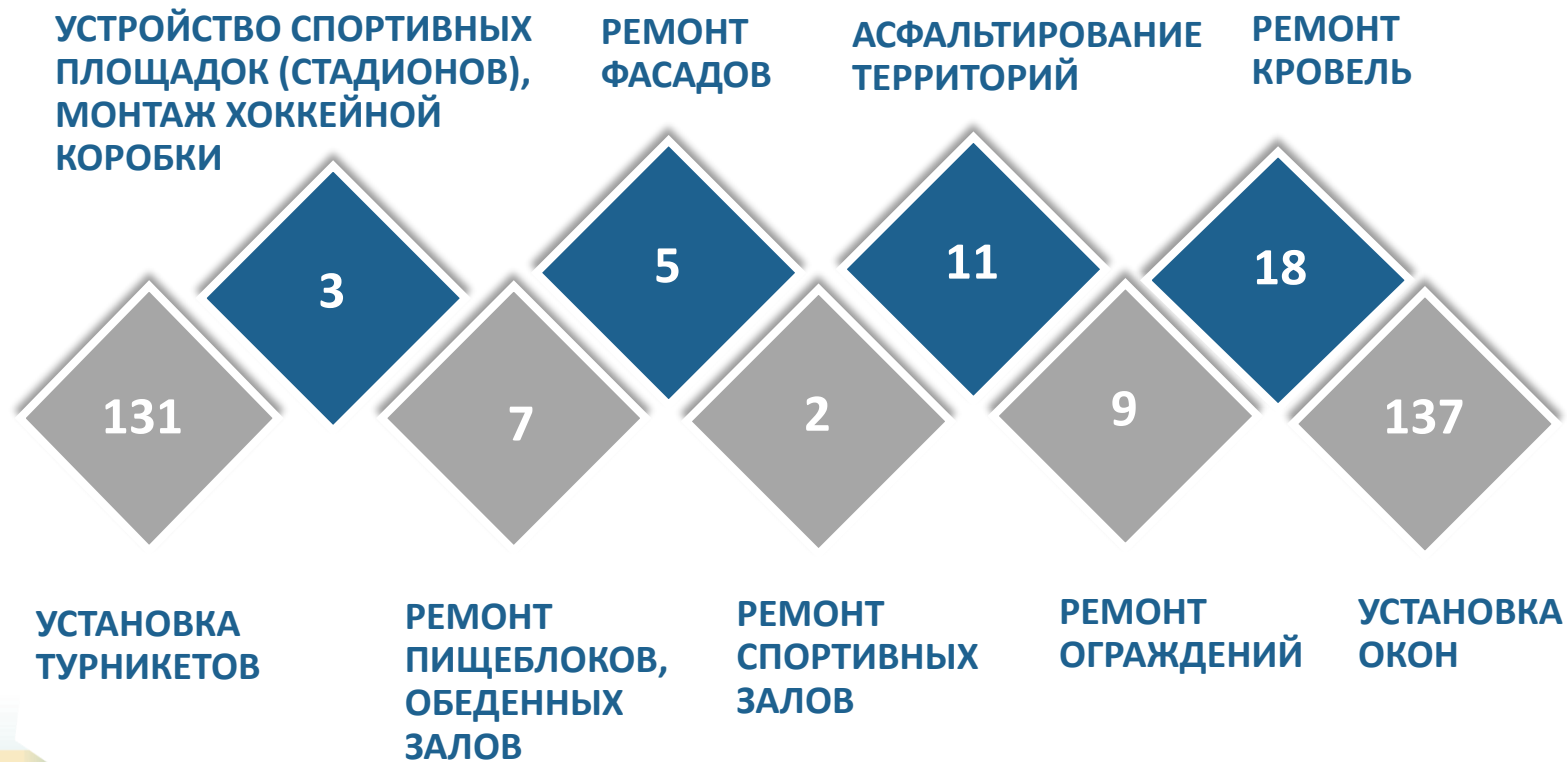 УСТРОЙСТВО СПОРТИВНЫХ
ПЛОЩАДОК (СТАДИОНОВ),
МОНТАЖ ХОККЕЙНОЙ
КОРОБКИ
РЕМОНТ
ФАСАДОВ
АСФАЛЬТИРОВАНИЕ
ТЕРРИТОРИЙ
РЕМОНТ
КРОВЕЛЬ
3
5
11
18
131
7
2
9
137
УСТАНОВКА
ТУРНИКЕТОВ
РЕМОНТ
ПИЩЕБЛОКОВ,
ОБЕДЕННЫХ
ЗАЛОВ
РЕМОНТ
СПОРТИВНЫХ
ЗАЛОВ
РЕМОНТ
ОГРАЖДЕНИЙ
УСТАНОВКА
ОКОН